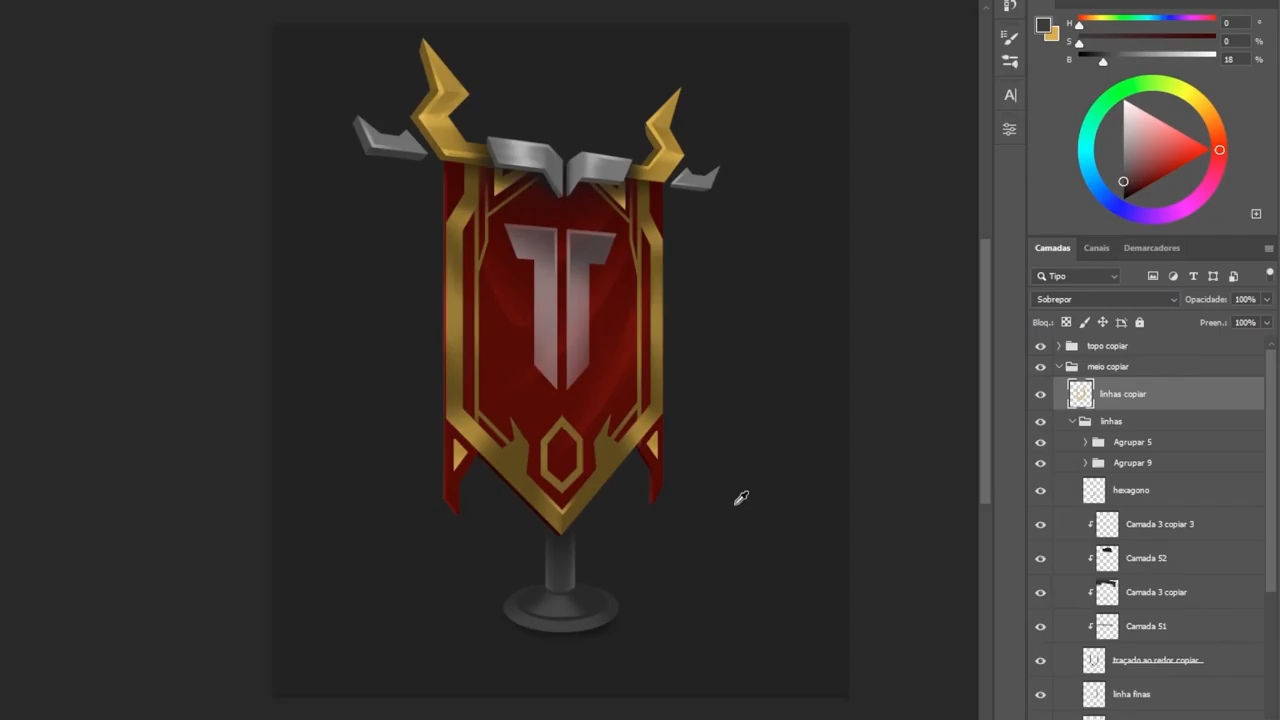 H 0 °
S 0 %
B 18 %
A
Camadas Canais Demarcadores
Tipo T
Sobrepor Opacidade: 100%
Bloq.: Preen.: 100%
topo copiar
meio copiar
linhas copiar
linhas
Agrupar 5
Agrupar 9
hexagono
Camada 3 copiar 3
Camada 52
Camada 3 copiar
Camada 51
traçado ao redor copiar
linha finas